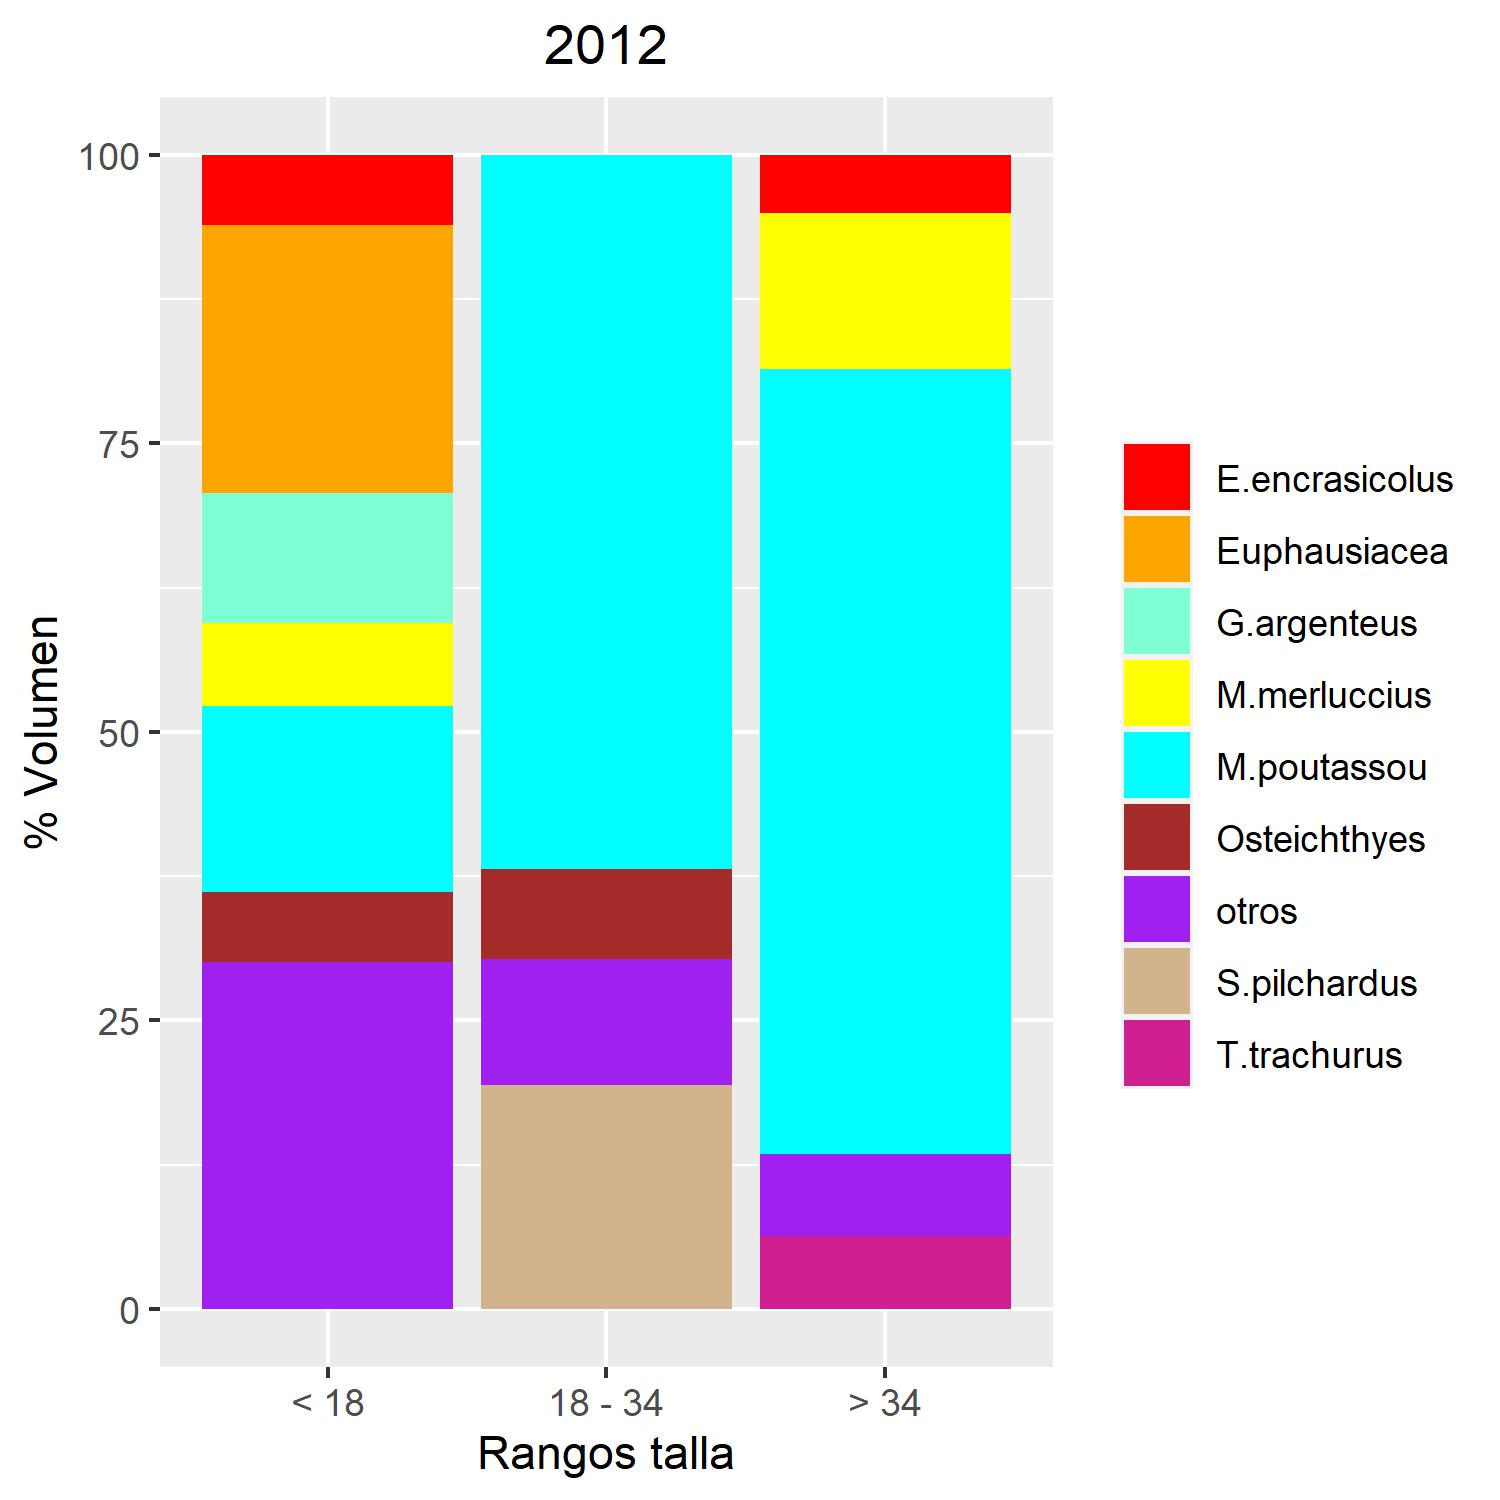 2012
% Volumen
100
75
50
25
0
< 18
18 - 34
> 34
Rangos talla
E.encrasicolus
Euphausiacea
G.argenteus
M.merluccius
M.poutassou
Osteichthyes
otros
S.pilchardus
T.trachurus